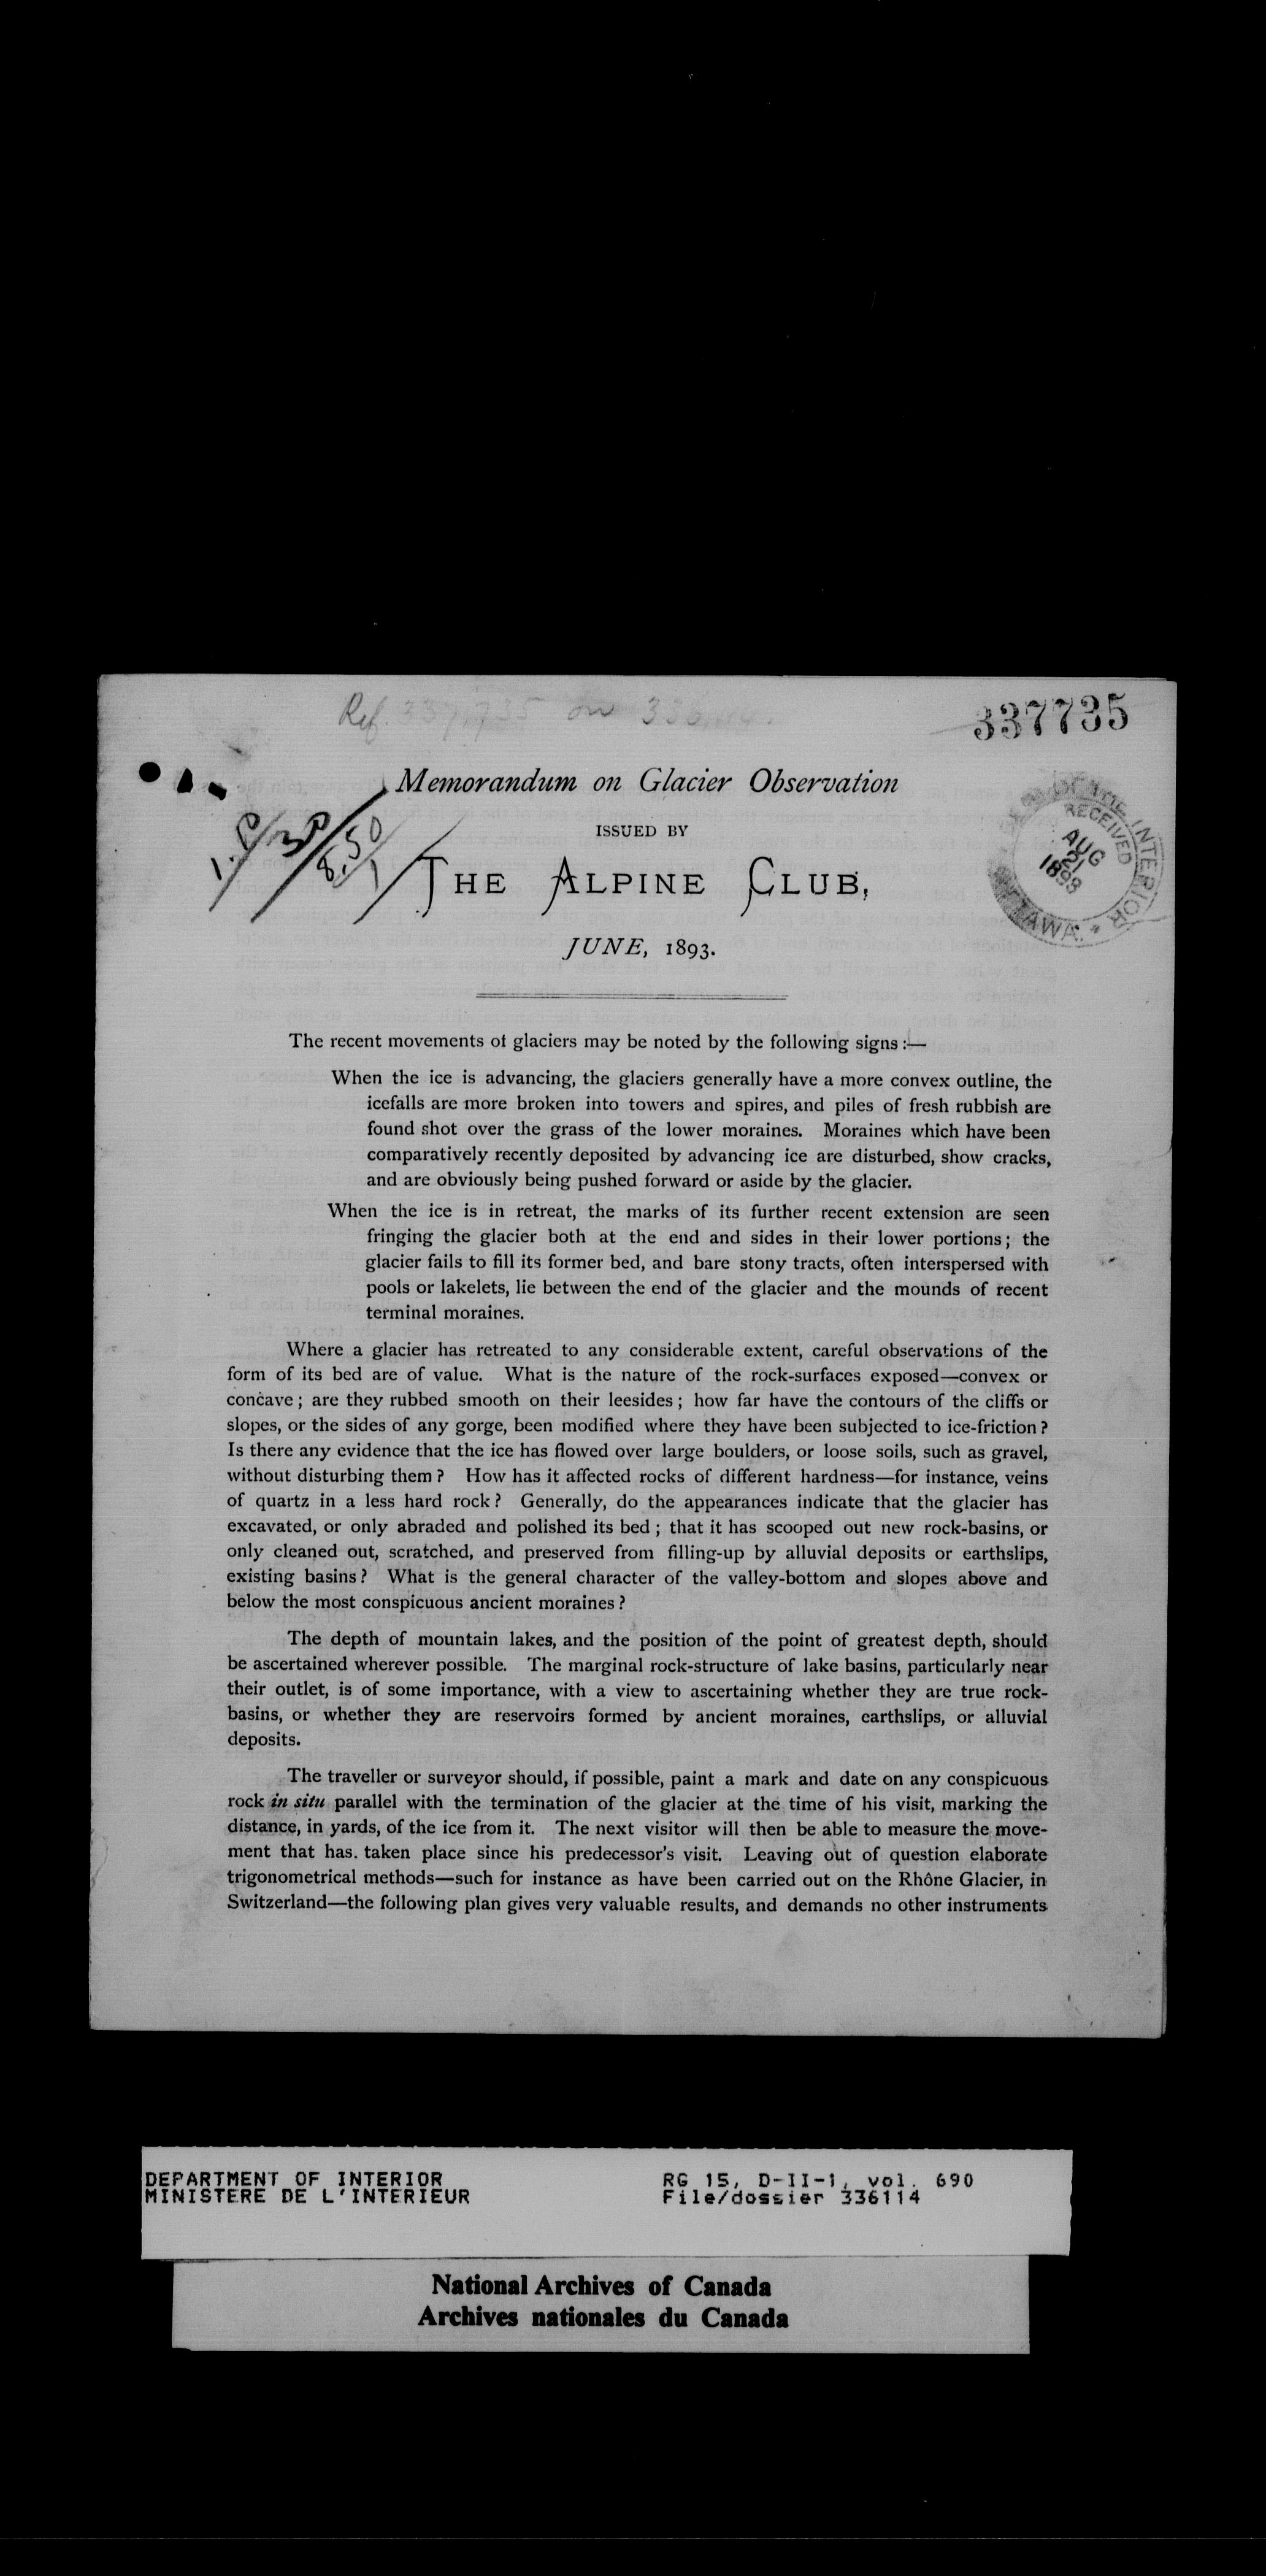 Ref. 337,735 on 336,114.
337735
Memorandum on Glacier Observation
ISSUED BY
THE ALPINE CLUB,
JUNE, 1893.
INTERIOR
RECEIVED
AUG
21
1893
OTTAWA.
The recent movements of glaciers may be noted by the following signs:—
When the ice is advancing, the glaciers generally have a more convex outline, the
icefalls are more broken into towers and spires, and piles of fresh rubbish are
found shot over the grass of the lower moraines. Moraines which have been
comparatively recently deposited by advancing ice are disturbed, show cracks,
and are obviously being pushed forward or aside by the glacier.
When the ice is in retreat, the marks of its further recent extension are seen
fringing the glacier both at the end and sides in their lower portions; the
glacier fails to fill its former bed, and bare stony tracts, often interspersed with
pools or lakelets, lie between the end of the glacier and the mounds of recent
terminal moraines.
Where a glacier has retreated to any considerable extent, careful observations of the
form of its bed are of value. What is the nature of the rock-surfaces exposed—convex or
concave; are they rubbed smooth on their leesides; how far have the contours of the cliffs or
slopes, or the sides of any gorge, been modified where they have been subjected to ice-friction?
Is there any evidence that the ice has flowed over large boulders, or loose soils, such as gravel,
without disturbing them? How has it affected rocks of different hardness—for instance, veins
of quartz in a less hard rock? Generally, do the appearances indicate that the glacier has
excavated, or only abraded and polished its bed; that it has scooped out new rock-basins, or
only cleaned out, scratched, and preserved from filling-up by alluvial deposits or earthslips,
existing basins? What is the general character of the valley-bottom and slopes above and
below the most conspicuous ancient moraines?
The depth of mountain lakes, and the position of the point of greatest depth, should
be ascertained wherever possible. The marginal rock-structure of lake basins, particularly near
their outlet, is of some importance, with a view to ascertaining whether they are true rock-
basins, or whether they are reservoirs formed by ancient moraines, earthslips, or alluvial
deposits.
The traveller or surveyor should, if possible, paint a mark and date on any conspicuous
rock in situ parallel with the termination of the glacier at the time of his visit, marking the
distance, in yards, of the ice from it. The next visitor will then be able to measure the move-
ment that has. taken place since his predecessor's visit. Leaving out of question elaborate
trigonometrical methods—such for instance as have been carried out on the Rhône Glacier, in
Switzerland—the following plan gives very valuable results, and demands no other instruments
DEPARTMENT OF INTERIOR
MINISTERE DE L'INTERIEUR
RG 15, D-II-1, vol. 690
File/dossier 336114
National Archives of Canada
Archives nationales du Canada